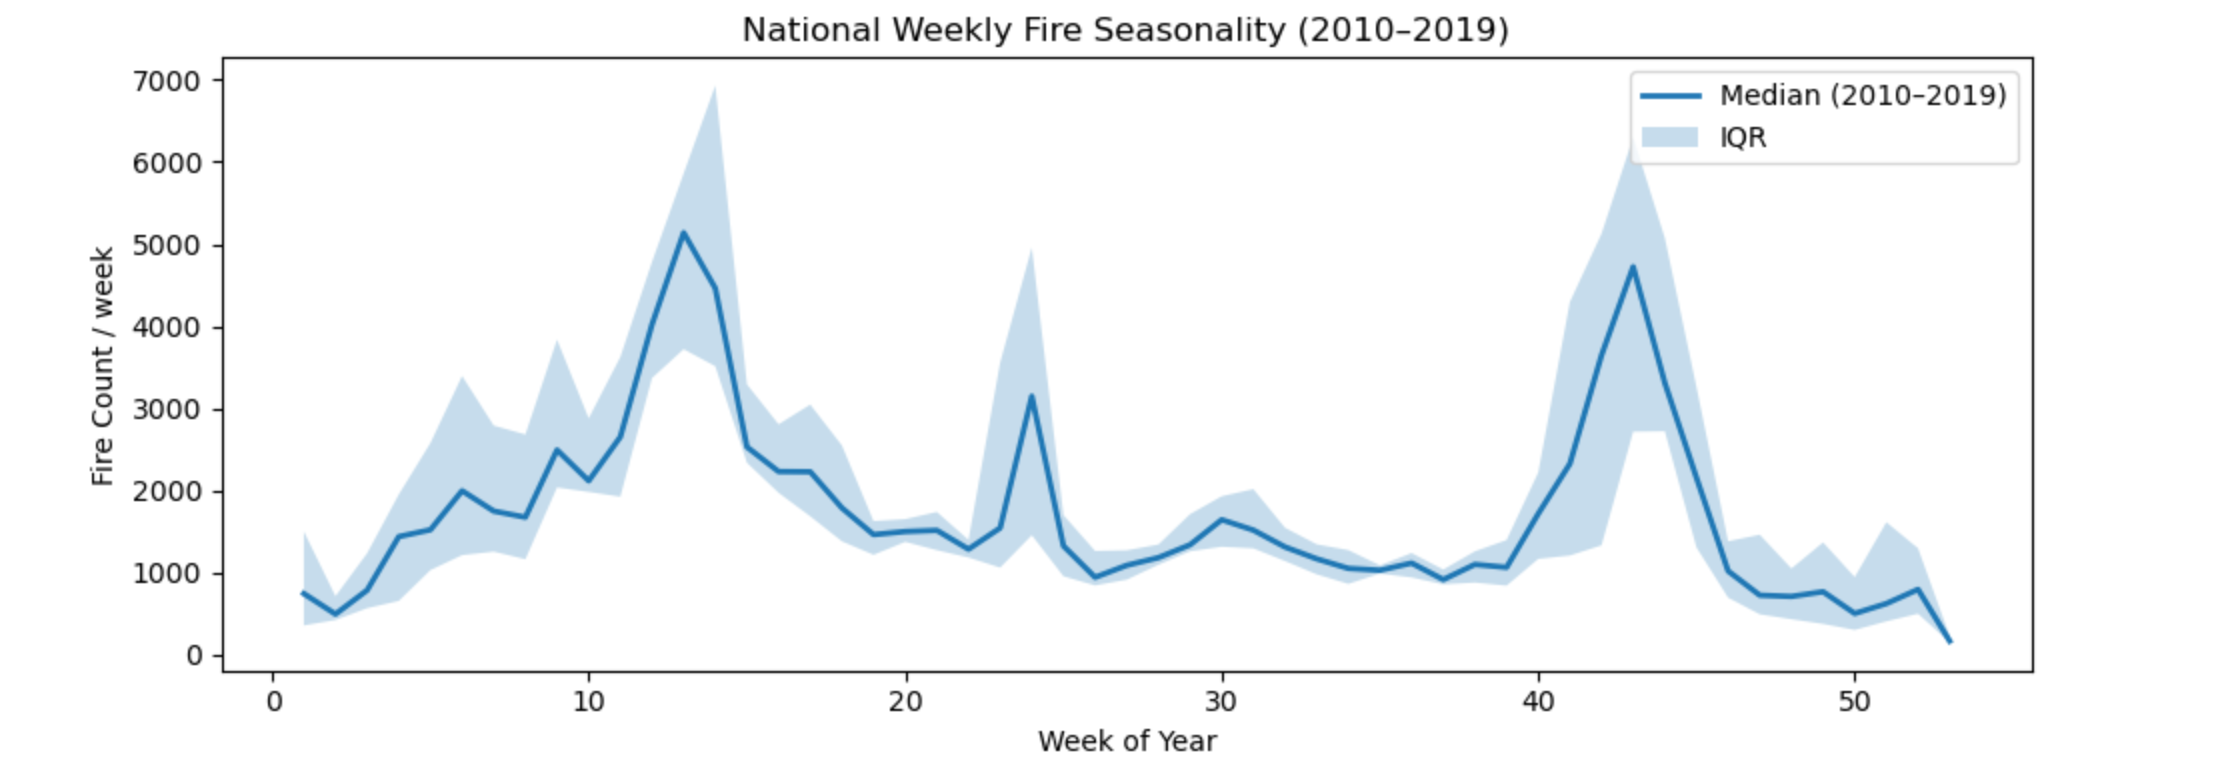 National Weekly Fire Seasonality (2010–2019)
Median (2010–2019)
IQR
Fire Count / week
7000
6000
5000
4000
3000
2000
1000
0
0 10 20 30 40 50
Week of Year